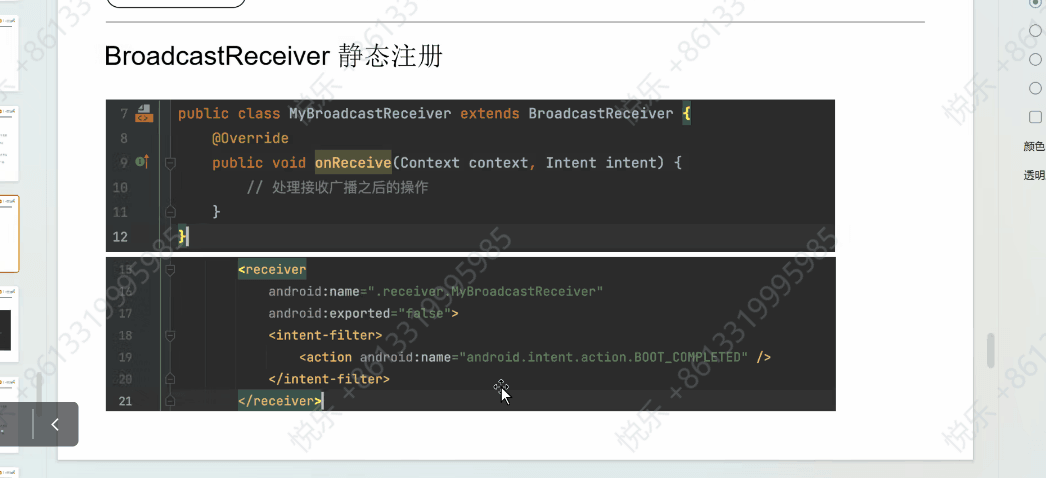 BroadcastReceiver 静态注册
7 public class MyBroadcastReceiver extends BroadcastReceiver {
8 @Override
9 public void onReceive(Context context, Intent intent) {
10 // 处理接收广播之后的操作
11 }
12 }
15 <receiver
16 android:name=".receiver.MyBroadcastReceiver"
17 android:exported="false">
18 <intent-filter>
19 <action android:name="android.intent.action.BOOT_COMPLETED" />
20 </intent-filter>
21 </receiver>
颜色
透明
悦乐 +8613319995985